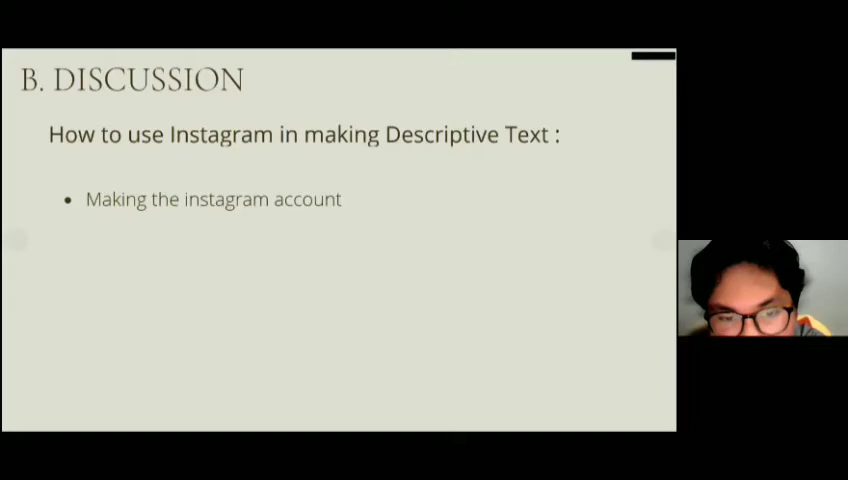 B. DISCUSSION
How to use Instagram in making Descriptive Text :
• Making the instagram account